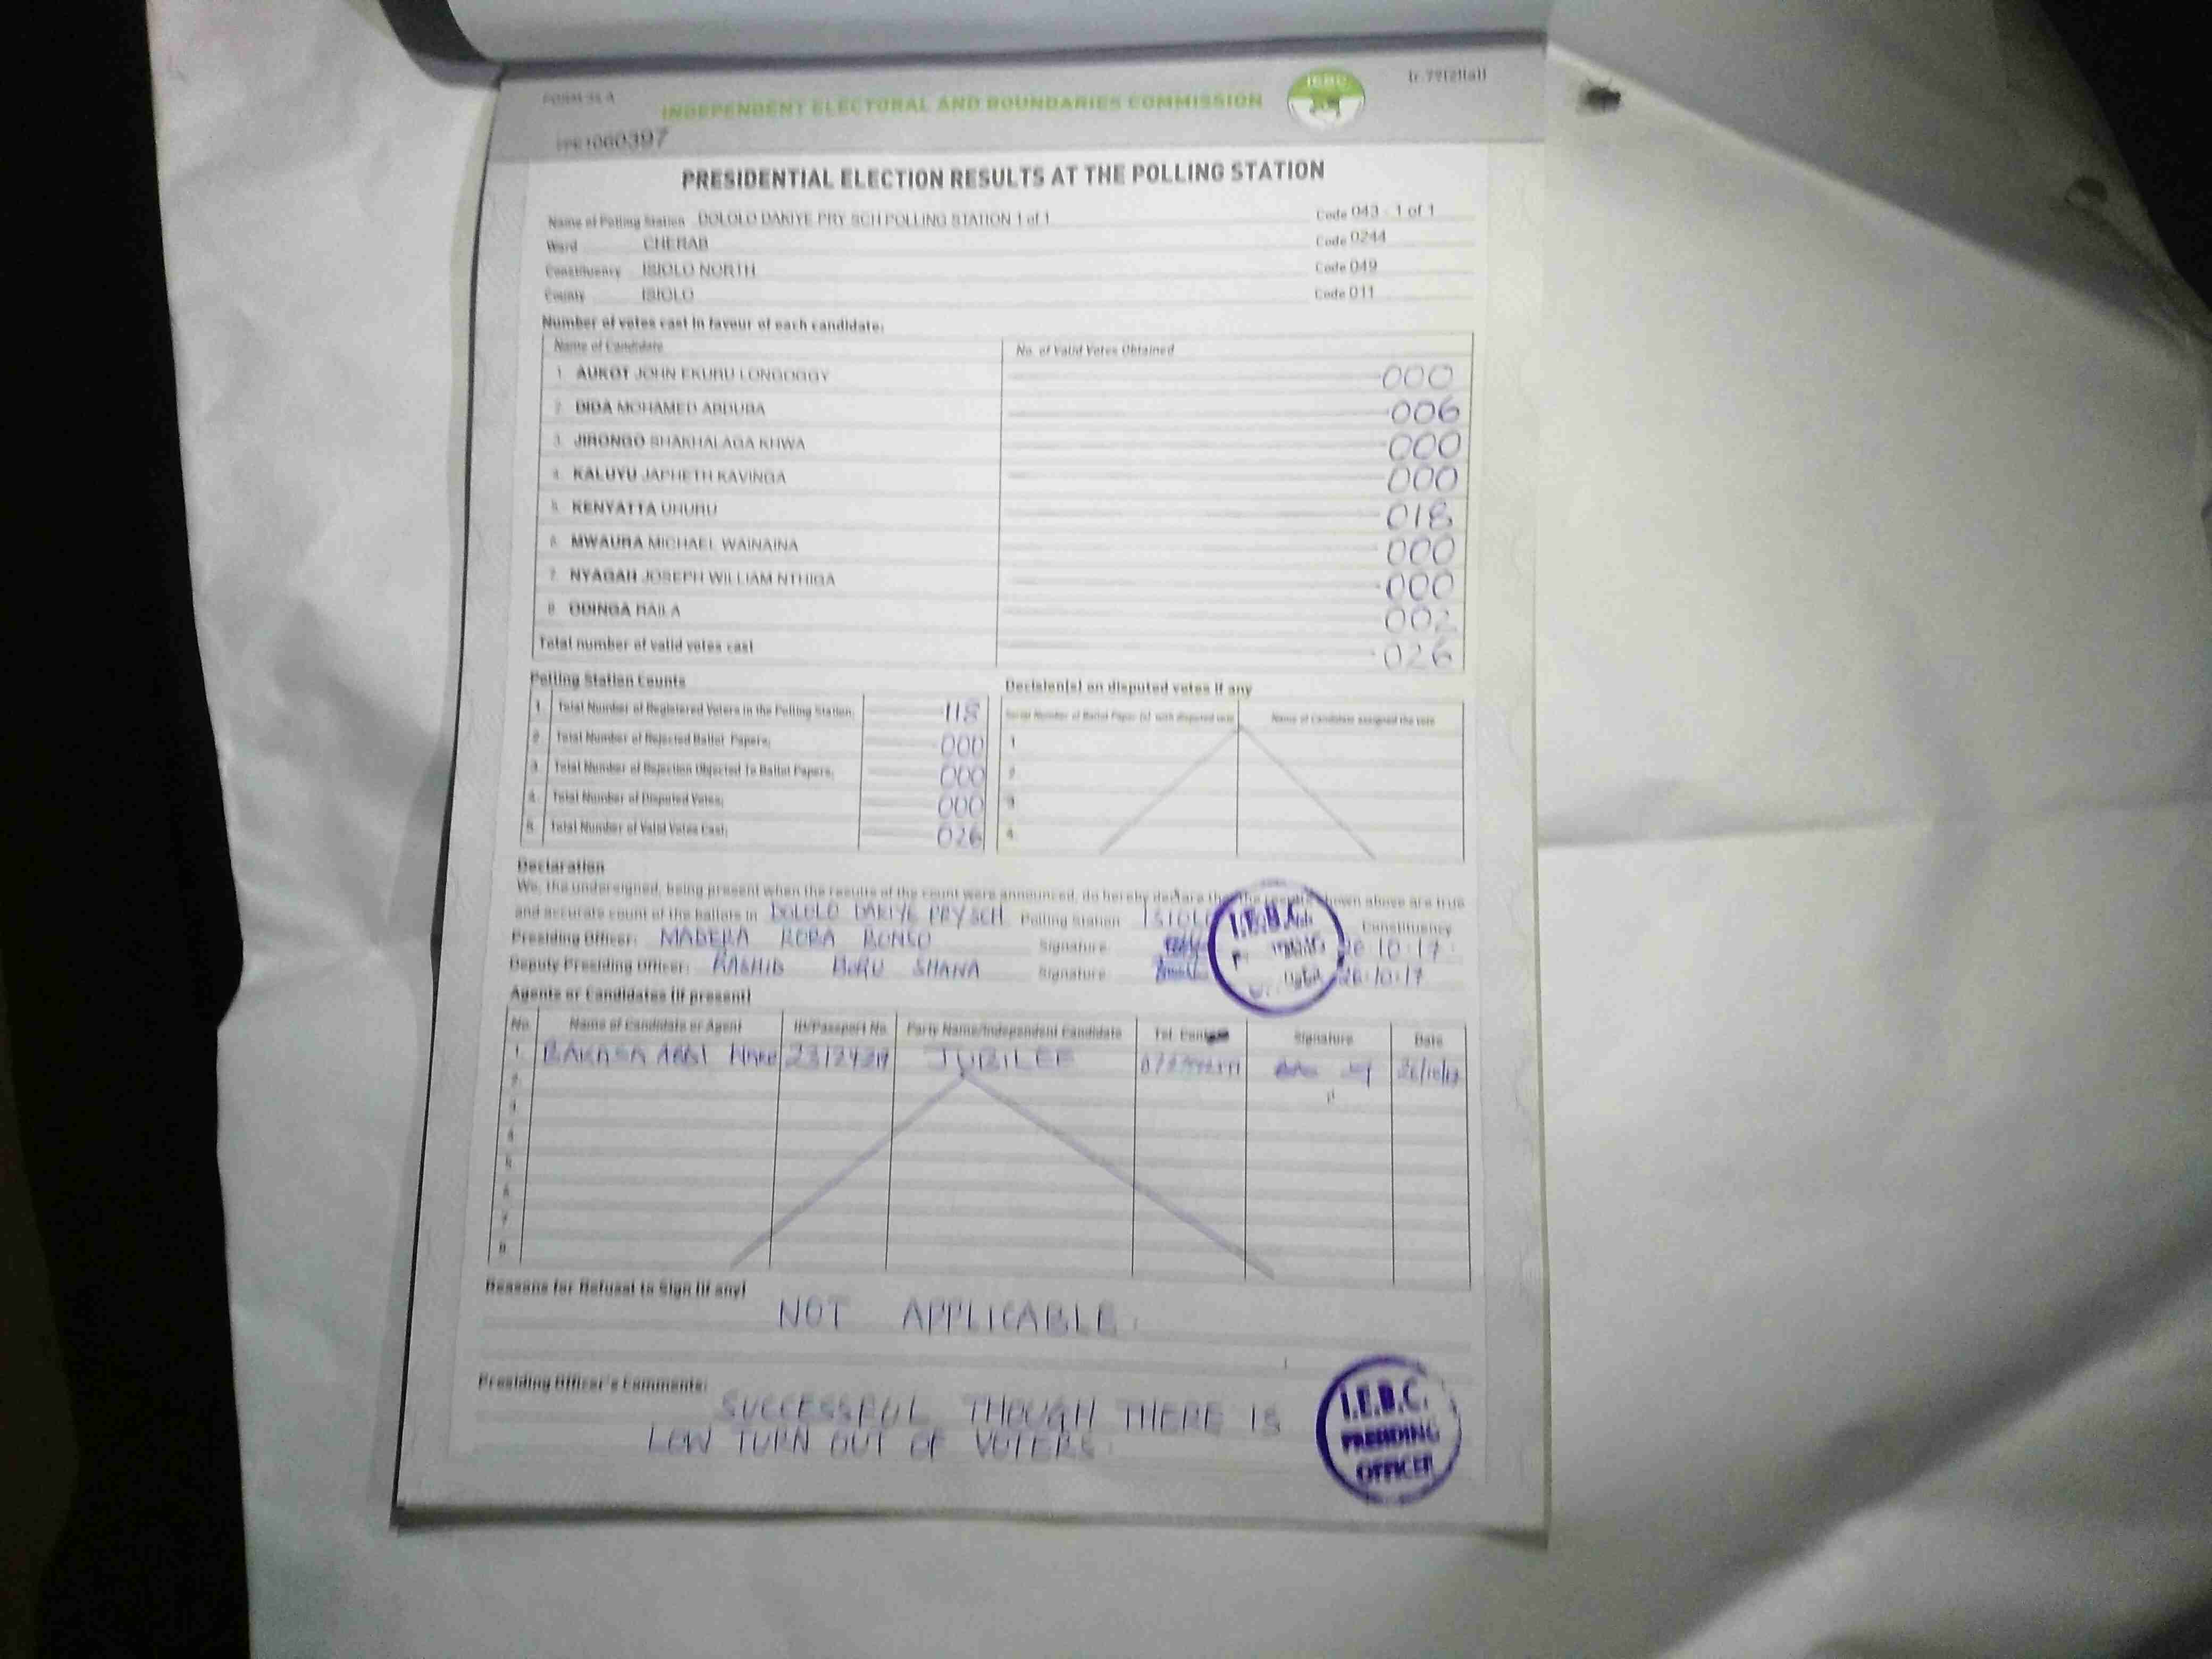 FORM 34 A
INDEPENDENT ELECTORAL AND BOUNDARIES COMMISSION
IEBC
1060397
PRESIDENTIAL ELECTION RESULTS AT THE POLLING STATION
Name of Polling Station DOLOLO DAKIYE PRY SCH POLLING STATION 1 of 1 Code 043 - 1 of 1
Ward CHERAB Code 0244
Constituency ISIOLO NORTH Code 049
County ISIOLO Code 011
Number of votes cast in favour of each candidate:
Name of Candidate No. of Valid Votes Obtained
1. AUKOT JOHN EKURU LONGOGGY 000
2. DIDA MOHAMED ABDUBA 006
3. JIRONGO SHAKHALAGA KHWA 000
4. KALUYU JAPHETH KAVINGA 000
5. KENYATTA UHURU 018
6. MWAURA MICHAEL WAINAINA 000
7. NYAGAH JOSEPH WILLIAM NTHIGA 000
8. ODINGA RAILA 002
Total number of valid votes cast 026
Polling Station Counts
1. Total Number of Registered Voters in the Polling Station: 118
2. Total Number of Rejected Ballot Papers: 000
3. Total Number of Rejection Objected To Ballot Papers: 000
4. Total Number of Disputed Votes: 000
5. Total Number of Valid Votes Cast: 026
Decision(s) on disputed votes if any
Serial Number of Ballot Paper (s) with disputed vote Name of Candidate assigned the vote
1
2
3
4
Declaration
We, the undersigned, being present when the results of the count were announced, do hereby declare that the results shown above are true
and accurate count of the ballots in DOLOLO DAKIYE PRY SCH Polling Station Constituency
Presiding Officer: MADERA ROBA BONSO Signature 26 10 17
Deputy Presiding Officer: RASHID BORU SHANA Signature 26 10 17
I.E.B.C.
Agents or Candidates (if present)
No. Name of Candidate or Agent ID/Passport No. Party Name/Independent Candidate Tel. Contact Signature Date
1. JUBILEE 26/10/17
2.
3
4
5
6
7
8
Reasons for Refusal to Sign (if any)
NOT APPLICABLE.
Presiding Officer's Comments:
SUCCESSFUL THOUGH THERE IS
LOW TURN OUT OF VOTERS.
I.E.B.C.
PRESIDING
OFFICER